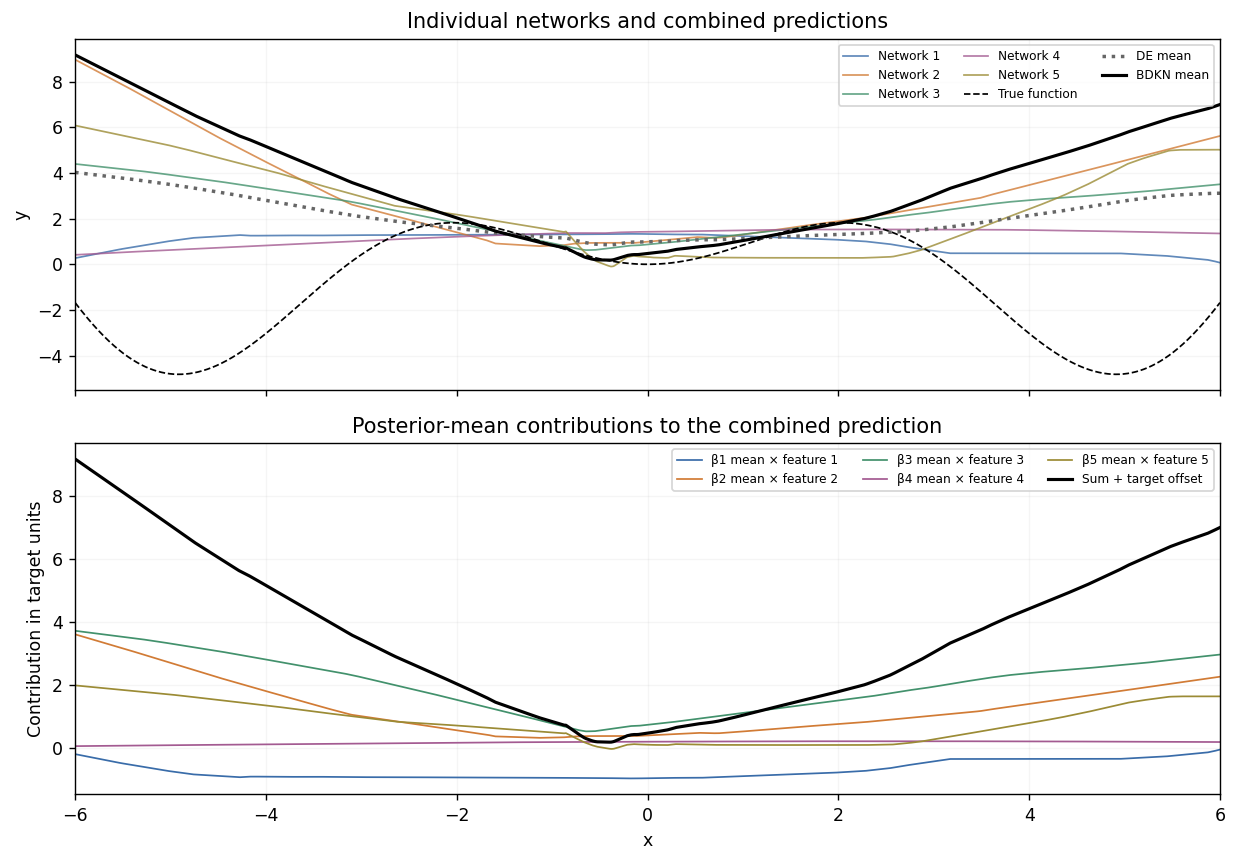 Individual networks and combined predictions
Network 1
Network 2
Network 3
Network 4
Network 5
True function
DE mean
BDKN mean
y
8
6
4
2
0
−2
−4
Posterior-mean contributions to the combined prediction
β1 mean × feature 1
β2 mean × feature 2
β3 mean × feature 3
β4 mean × feature 4
β5 mean × feature 5
Sum + target offset
Contribution in target units
8
6
4
2
0
−6 −4 −2 0 2 4 6
x